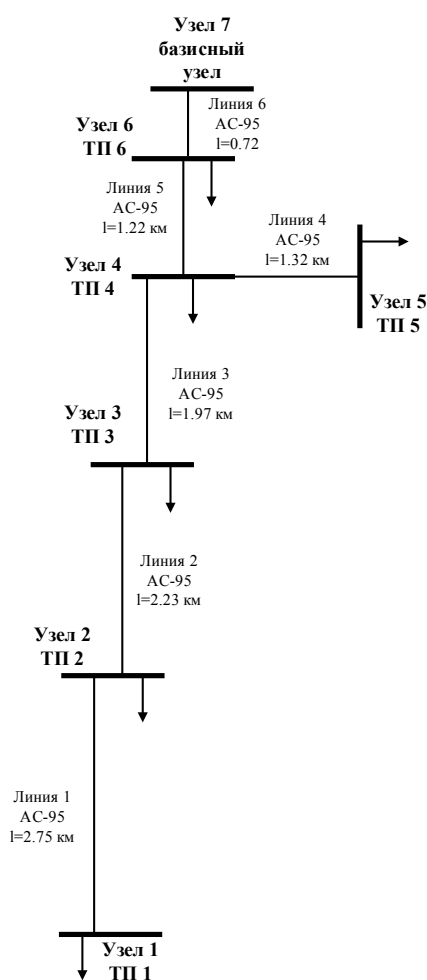 Узел 7
базисный
узел
Линия 6
АС-95
l=0.72
Узел 6
ТП 6
Линия 5
АС-95
l=1.22 км
Линия 4
АС-95
l=1.32 км
Узел 4
ТП 4
Узел 5
ТП 5
Линия 3
АС-95
l=1.97 км
Узел 3
ТП 3
Линия 2
АС-95
l=2.23 км
Узел 2
ТП 2
Линия 1
АС-95
l=2.75 км
Узел 1
ТП 1